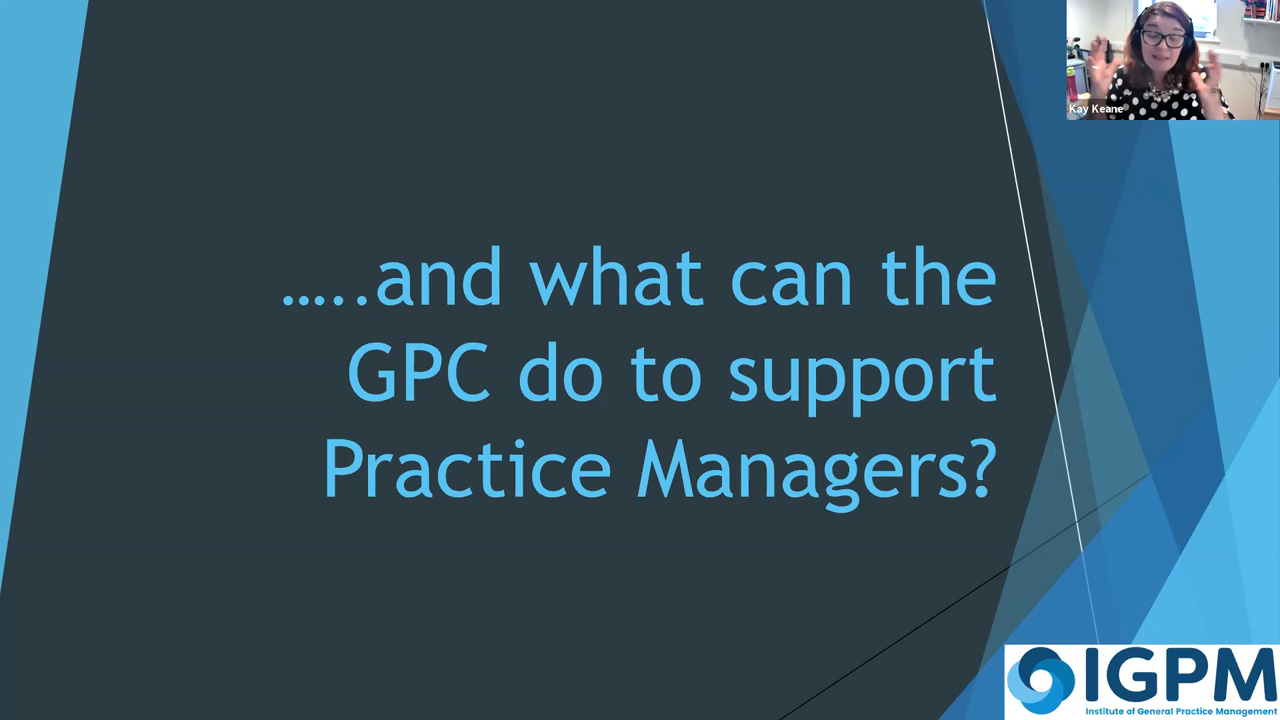 Kay Keane
.....and what can the
GPC do to support
Practice Managers?
IGPM
Institute of General Practice Management